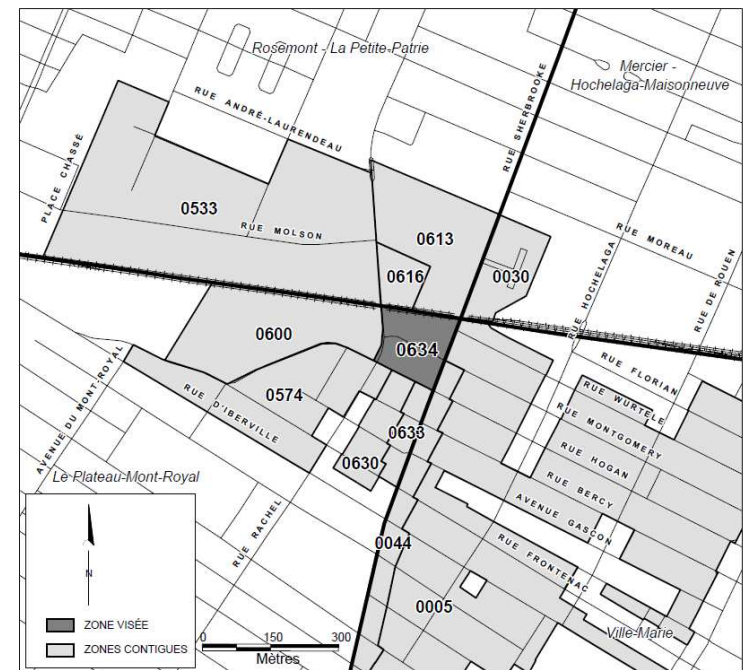 Rosemont - La Petite-Patrie
Mercier -
Hochelaga-Maisonneuve
RUE ANDRÉ-LAURENDEAU
RUE SHERBROOKE
PLACE CHASSÉ
0533
RUE MOLSON
0613
0616
0030
RUE HOCHELAGA
RUE MOREAU
RUE DE ROUEN
0600
0634
0574
AVENUE DU MONT-ROYAL
RUE D'IBERVILLE
RUE FLORIAN
RUE WURTELE
RUE MONTGOMERY
RUE HOGAN
RUE BERCY
AVENUE GASCON
RUE FRONTENAC
0633
0630
Le Plateau-Mont-Royal
RUE RACHEL
0044
0005
Ville-Marie
N
ZONE VISÉE
ZONES CONTIGUES
0 150 300
Mètres